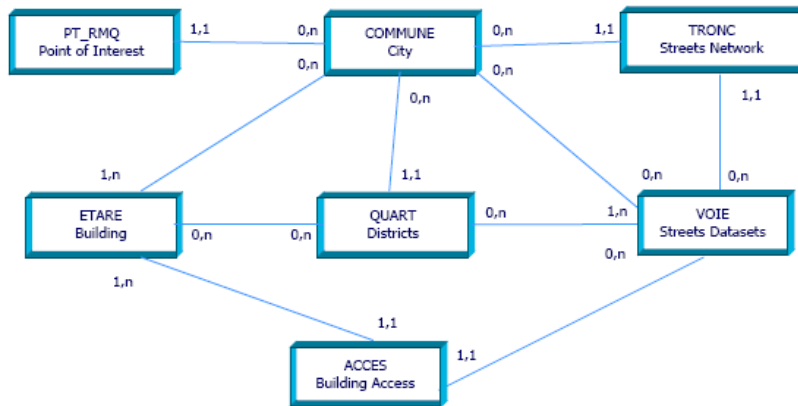 PT_RMQ
Point of Interest
1,1
0,n
COMMUNE
City
0,n
1,1
TRONC
Streets Network
0,n
0,n
0,n
1,1
1,n
1,1
0,n
0,n
ETARE
Building
0,n
0,n
QUART
Districts
0,n
1,n
VOIE
Streets Datasets
0,n
1,n
1,1
1,1
ACCES
Building Access